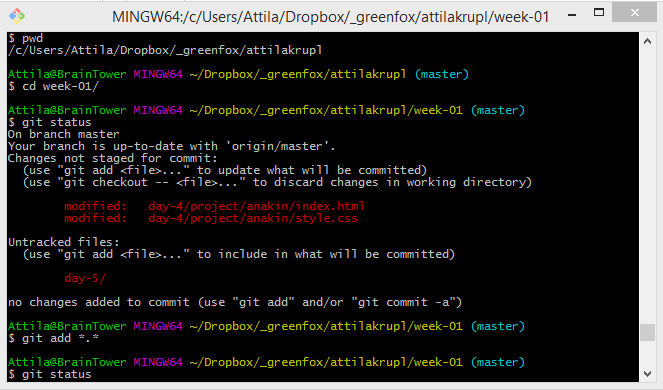 MINGW64:/c/Users/Attila/Dropbox/_greenfox/attilakrupl/week-01
$ pwd
/c/Users/Attila/Dropbox/_greenfox/attilakrupl
Attila@BrainTower MINGW64 ~/Dropbox/_greenfox/attilakrupl (master)
$ cd week-01/
Attila@BrainTower MINGW64 ~/Dropbox/_greenfox/attilakrupl/week-01 (master)
$ git status
On branch master
Your branch is up-to-date with 'origin/master'.
Changes not staged for commit:
(use "git add <file>..." to update what will be committed)
(use "git checkout -- <file>..." to discard changes in working directory)
modified: day-4/project/anakin/index.html
modified: day-4/project/anakin/style.css
Untracked files:
(use "git add <file>..." to include in what will be committed)
day-5/
no changes added to commit (use "git add" and/or "git commit -a")
Attila@BrainTower MINGW64 ~/Dropbox/_greenfox/attilakrupl/week-01 (master)
$ git add *.*
Attila@BrainTower MINGW64 ~/Dropbox/_greenfox/attilakrupl/week-01 (master)
$ git status